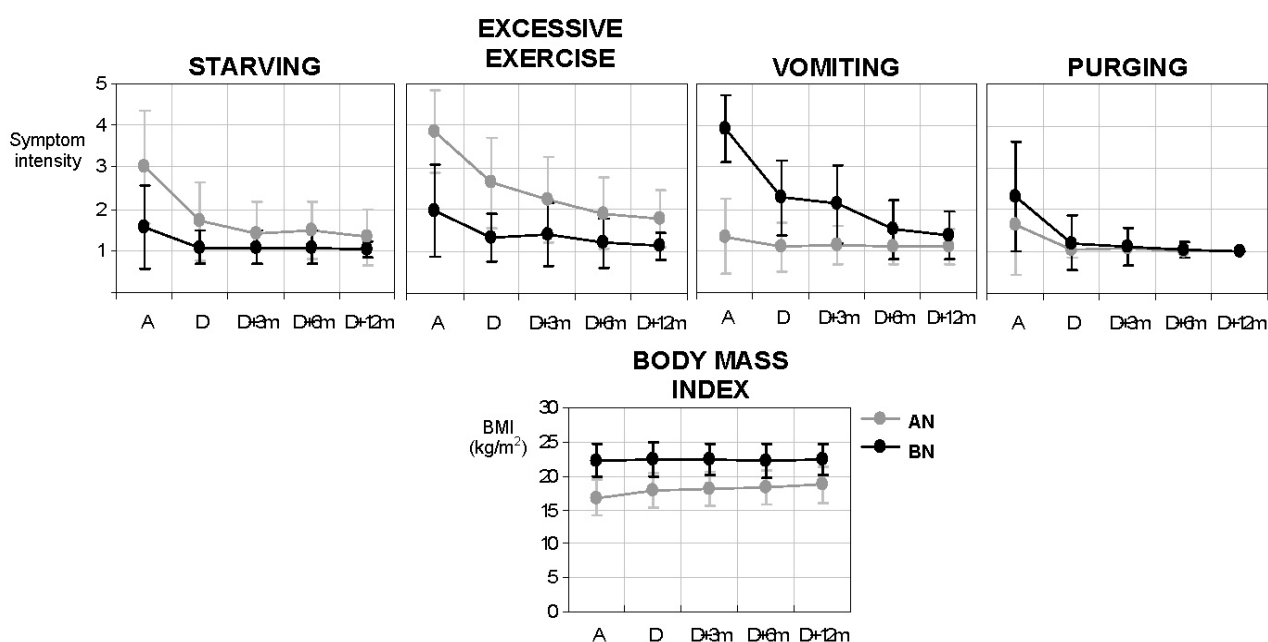 STARVING
EXCESSIVE
EXERCISE
VOMITING
PURGING
Symptom
intensity
5
4
3
2
1
A D D+3m D+6m D+12m
A D D+3m D+6m D+12m
A D D+3m D+6m D+12m
A D D+3m D+6m D+12m
BODY MASS
INDEX
BMI
(kg/m²)
30
25
20
15
10
5
0
A D D+3m D+6m D+12m
AN
BN